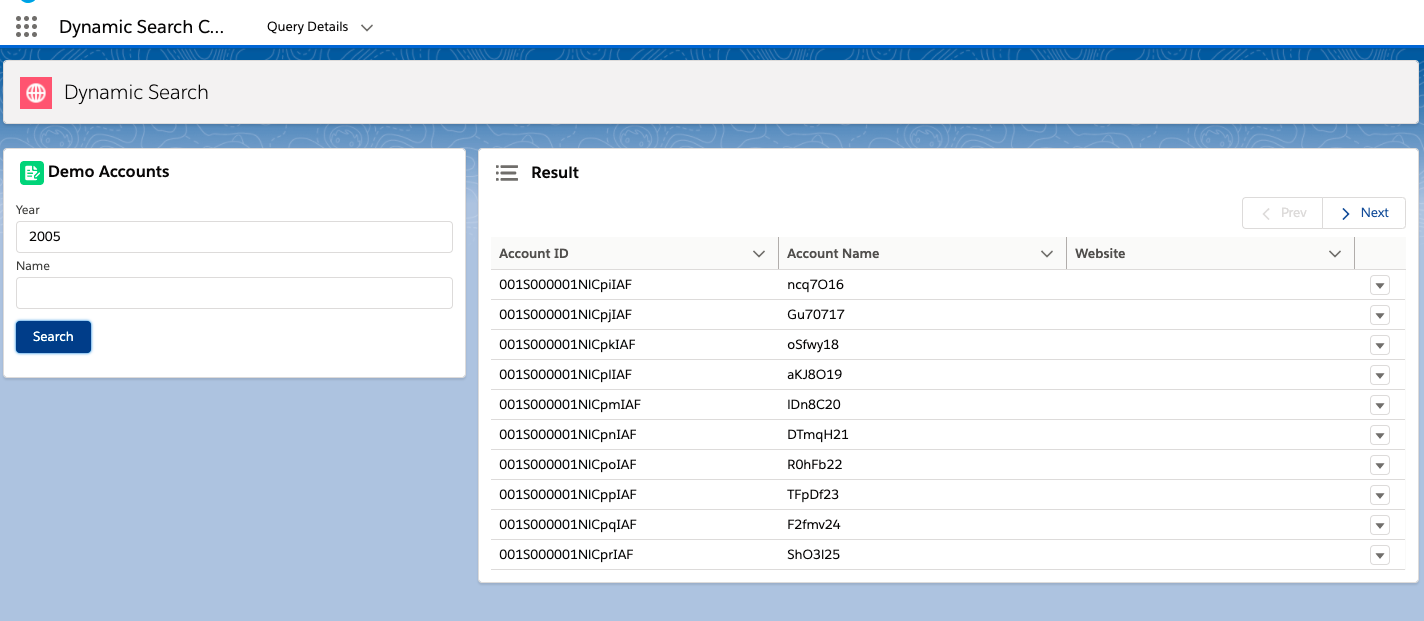 Dynamic Search C... Query Details
Dynamic Search
Demo Accounts
Year
2005
Name
Search
Result
Prev Next
Account ID Account Name Website
001S000001NICpiIAF ncq7O16
001S000001NICpjIAF Gu70717
001S000001NICpkIAF oSfwy18
001S000001NICplIAF aKJ8O19
001S000001NICpmIAF lDn8C20
001S000001NICpnIAF DTmqH21
001S000001NICpoIAF R0hFb22
001S000001NICppIAF TFpDf23
001S000001NICpqIAF F2fmv24
001S000001NICprIAF ShO3l25